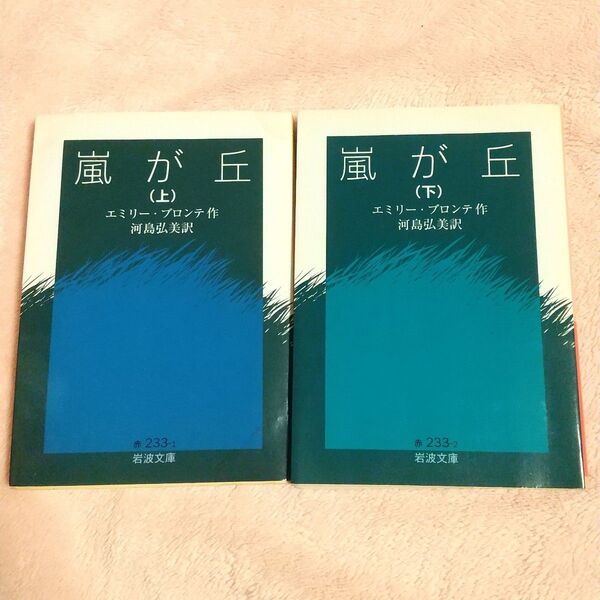 嵐が丘
(上)
エミリー・ブロンテ作
河島弘美訳
赤 233-1
岩波文庫
嵐が丘
(下)
エミリー・ブロンテ作
河島弘美訳
赤 233-2
岩波文庫